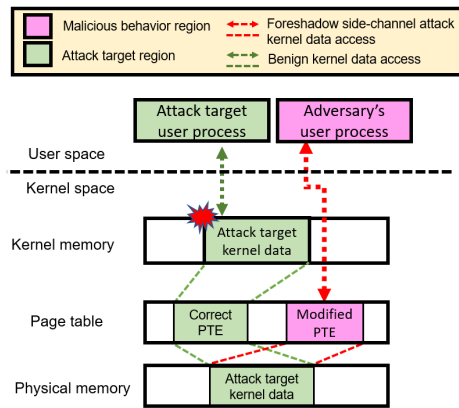 Malicious behavior region
Attack target region
Foreshadow side-channel attack
kernel data access
Benign kernel data access
Attack target
user process
Adversary's
user process
User space
Kernel space
Kernel memory
Attack target
kernel data
Page table
Correct
PTE
Modified
PTE
Physical memory
Attack target
kernel data